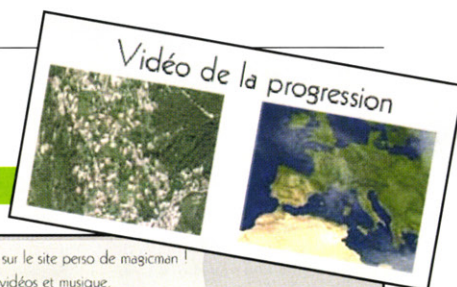 Vidéo de la progression
sur le site perso de magicman !
vidéos et musique.